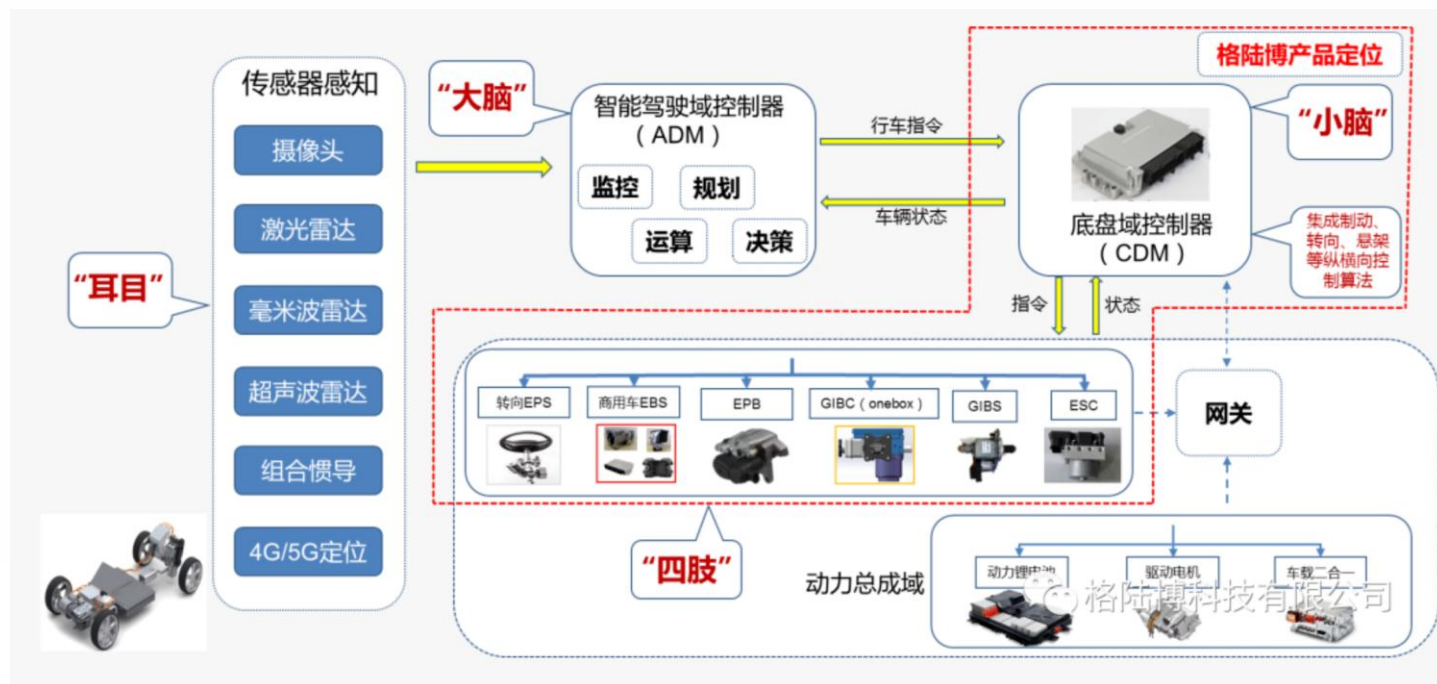 格陆博产品定位
传感器感知
摄像头
激光雷达
毫米波雷达
超声波雷达
组合惯导
4G/5G定位
“耳目”
“大脑”
智能驾驶域控制器
（ADM）
监控
规划
运算
决策
行车指令
车辆状态
“小脑”
底盘域控制器
（CDM）
集成制动、
转向、悬架
等纵横向控
制算法
指令
状态
转向EPS
商用车EBS
EPB
GIBC（onebox）
GIBS
ESC
网关
“四肢”
动力总成域
动力锂电池
驱动电机
车载二合一
格陆博科技有限公司